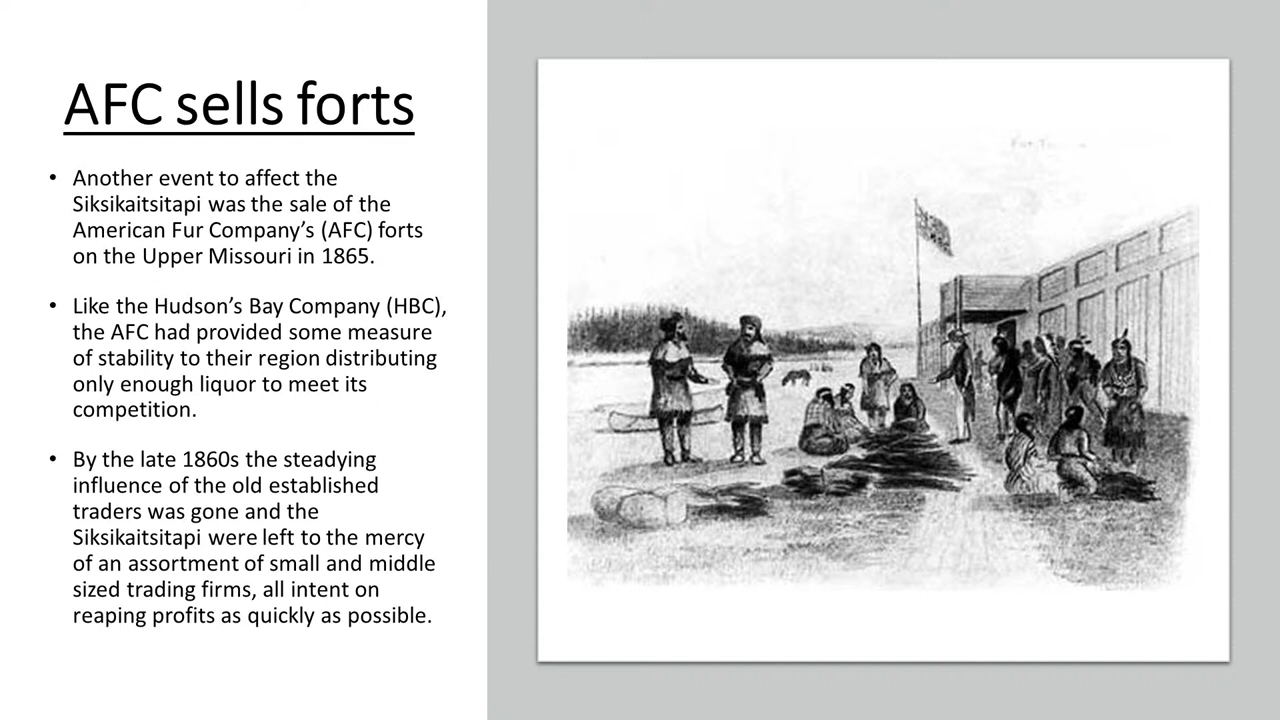 AFC sells forts
• Another event to affect the
Siksikaitsitapi was the sale of the
American Fur Company’s (AFC) forts
on the Upper Missouri in 1865.
• Like the Hudson’s Bay Company (HBC),
the AFC had provided some measure
of stability to their region distributing
only enough liquor to meet its
competition.
• By the late 1860s the steadying
influence of the old established
traders was gone and the
Siksikaitsitapi were left to the mercy
of an assortment of small and middle
sized trading firms, all intent on
reaping profits as quickly as possible.